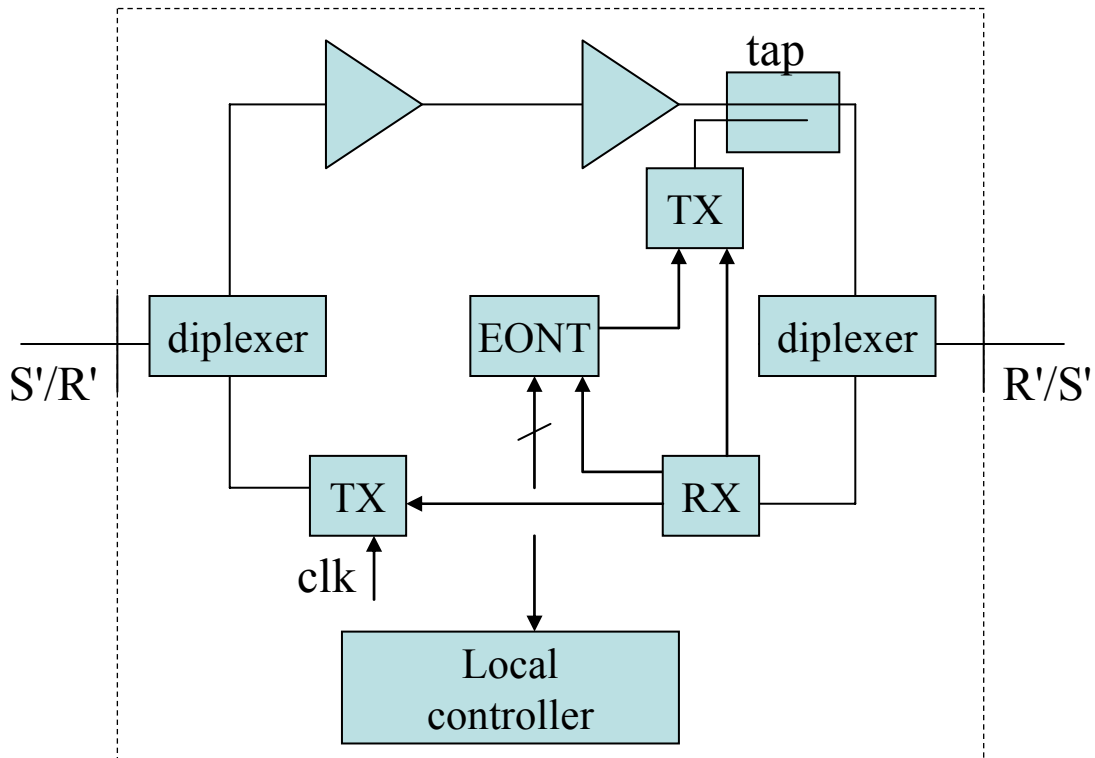 tap
TX
diplexer
EONT
diplexer
S'/R'
R'/S'
TX
RX
clk
Local
controller